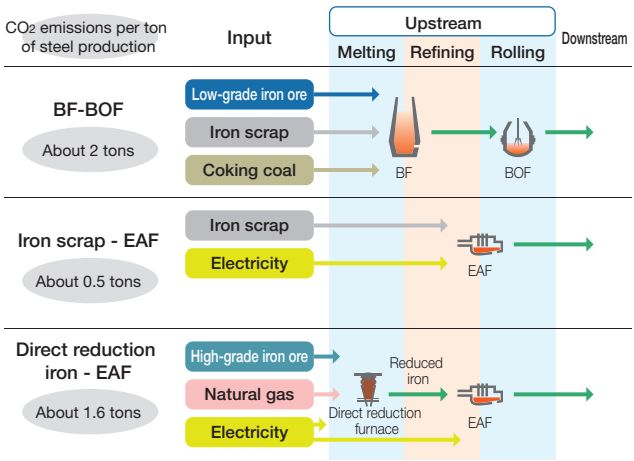 CO2 emissions per ton
of steel production
Input
Upstream
Downstream
Melting
Refining
Rolling
BF-BOF
About 2 tons
Low-grade iron ore
Iron scrap
Coking coal
BF
BOF
Iron scrap - EAF
About 0.5 tons
Iron scrap
Electricity
EAF
Direct reduction
iron - EAF
About 1.6 tons
High-grade iron ore
Natural gas
Electricity
Direct reduction
furnace
Reduced
iron
EAF